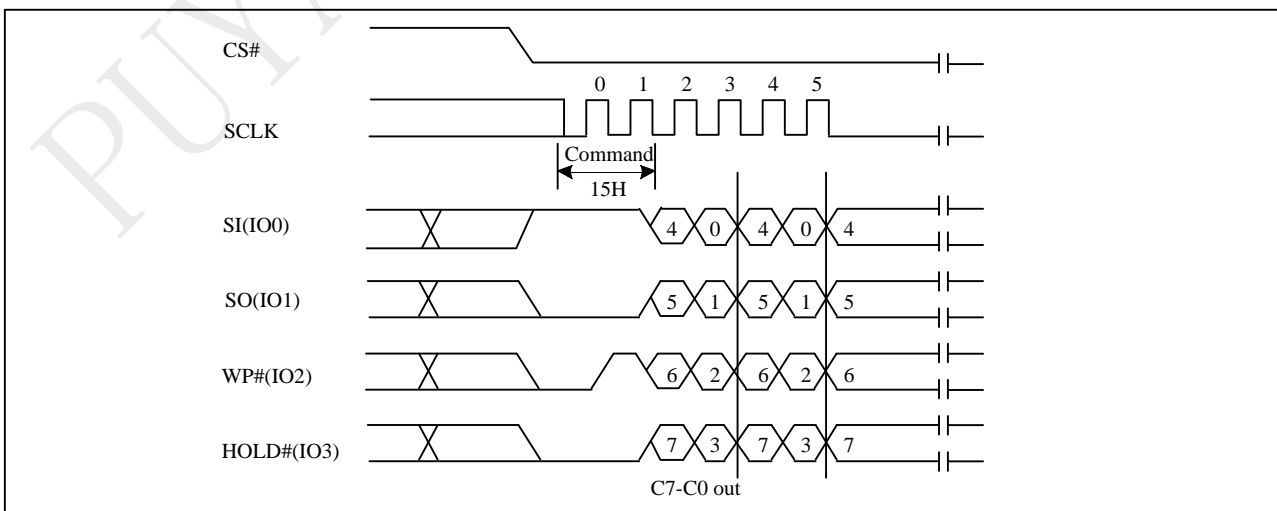 PUYA
CS#
0 1 2 3 4 5
SCLK
Command
15H
SI(IO0) 4 0 4 0 4
SO(IO1) 5 1 5 1 5
WP#(IO2) 6 2 6 2 6
HOLD#(IO3) 7 3 7 3 7
C7-C0 out